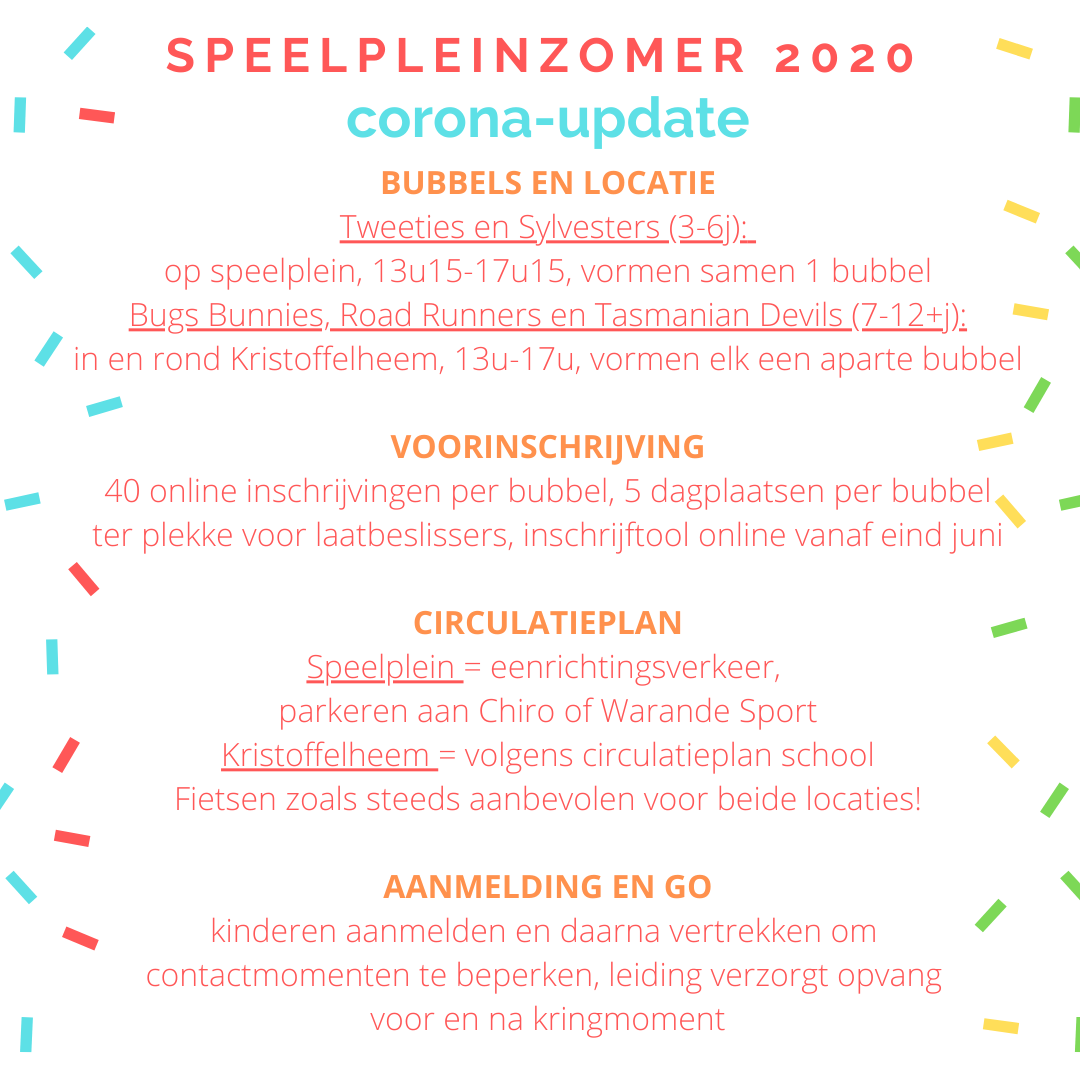 SPEELPLEINZOMER 2020
corona-update
BUBBELS EN LOCATIE
Tweeties en Sylvesters (3-6j):
op speelplein, 13u15-17u15, vormen samen 1 bubbel
Bugs Bunnies, Road Runners en Tasmanian Devils (7-12+j):
in en rond Kristoffelheem, 13u-17u, vormen elk een aparte bubbel
VOORINSCHRIJVING
40 online inschrijvingen per bubbel, 5 dagplaatsen per bubbel
ter plekke voor laatbeslissers, inschrijftool online vanaf eind juni
CIRCULATIEPLAN
Speelplein = eenrichtingsverkeer,
parkeren aan Chiro of Warande Sport
Kristoffelheem = volgens circulatieplan school
Fietsen zoals steeds aanbevolen voor beide locaties!
AANMELDING EN GO
kinderen aanmelden en daarna vertrekken om
contactmomenten te beperken, leiding verzorgt opvang
voor en na kringmoment